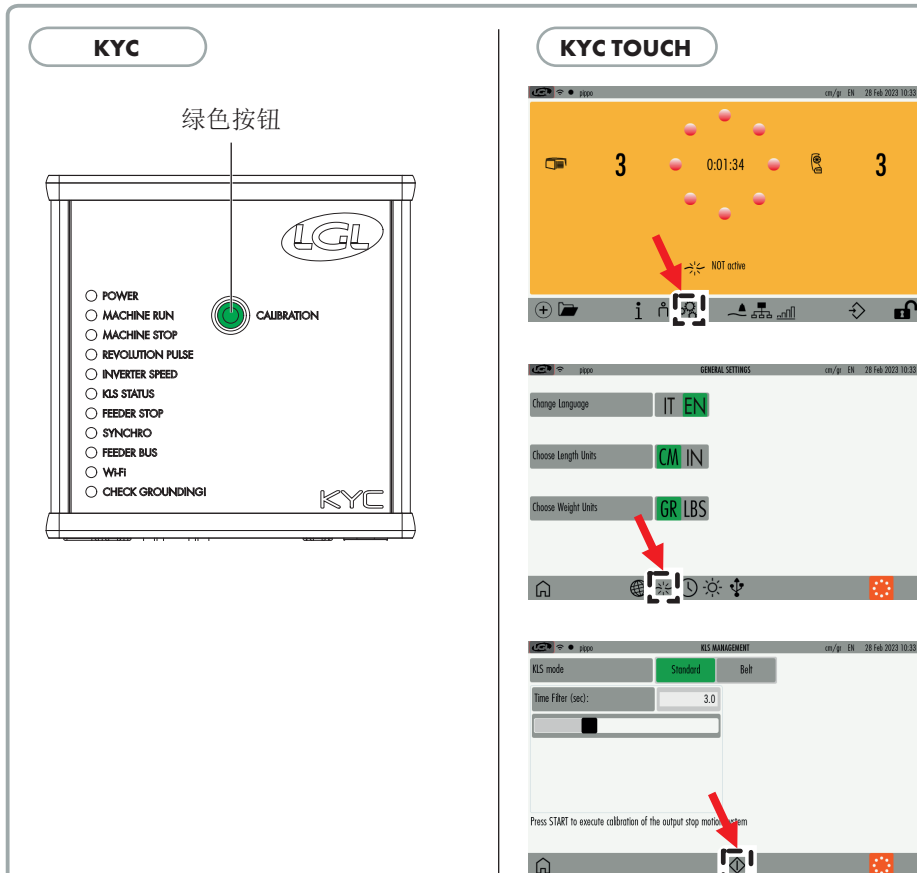 KYC
绿色按钮
LGL
POWER
MACHINE RUN
CALIBRATION
MACHINE STOP
REVOLUTION PULSE
INVERTER SPEED
KLS STATUS
FEEDER STOP
SYNCHRO
FEEDER BUS
Wi-Fi
CHECK GROUNDING!
KYC
KYC TOUCH
LGL pippo cm/gr EN 28 Feb 2023 10:33
3 0:01:34 3
NOT active
LGL pippo GENERAL SETTINGS cm/gr EN 28 Feb 2023 10:33
Change Language IT EN
Choose Length Units CM IN
Choose Weight Units GR LBS
LGL pippo KLS MANAGEMENT cm/gr EN 28 Feb 2023 10:33
KLS mode Standard Belt
Time Filter (sec): 3.0
Press START to execute calibration of the output stop motion system